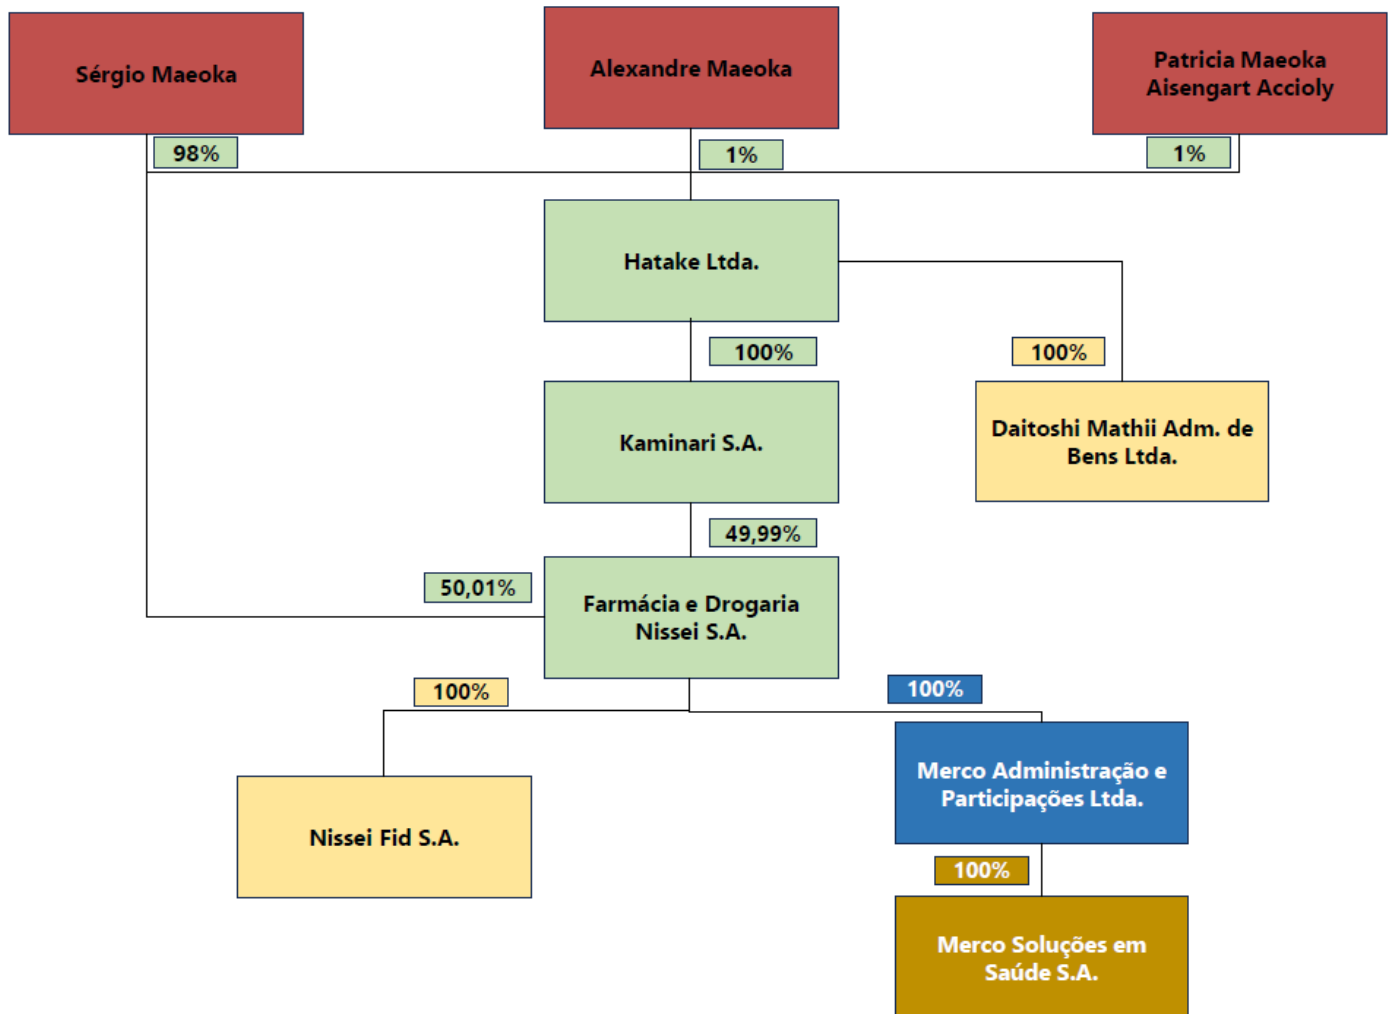 Sérgio Maeoka
Alexandre Maeoka
Patricia Maeoka
Aisengart Accioly
98%
1%
1%
Hatake Ltda.
100%
100%
Kaminari S.A.
Daitoshi Mathii Adm. de
Bens Ltda.
49,99%
50,01%
Farmácia e Drogaria
Nissei S.A.
100%
100%
Nissei Fid S.A.
Merco Administração e
Participações Ltda.
100%
Merco Soluções em
Saúde S.A.